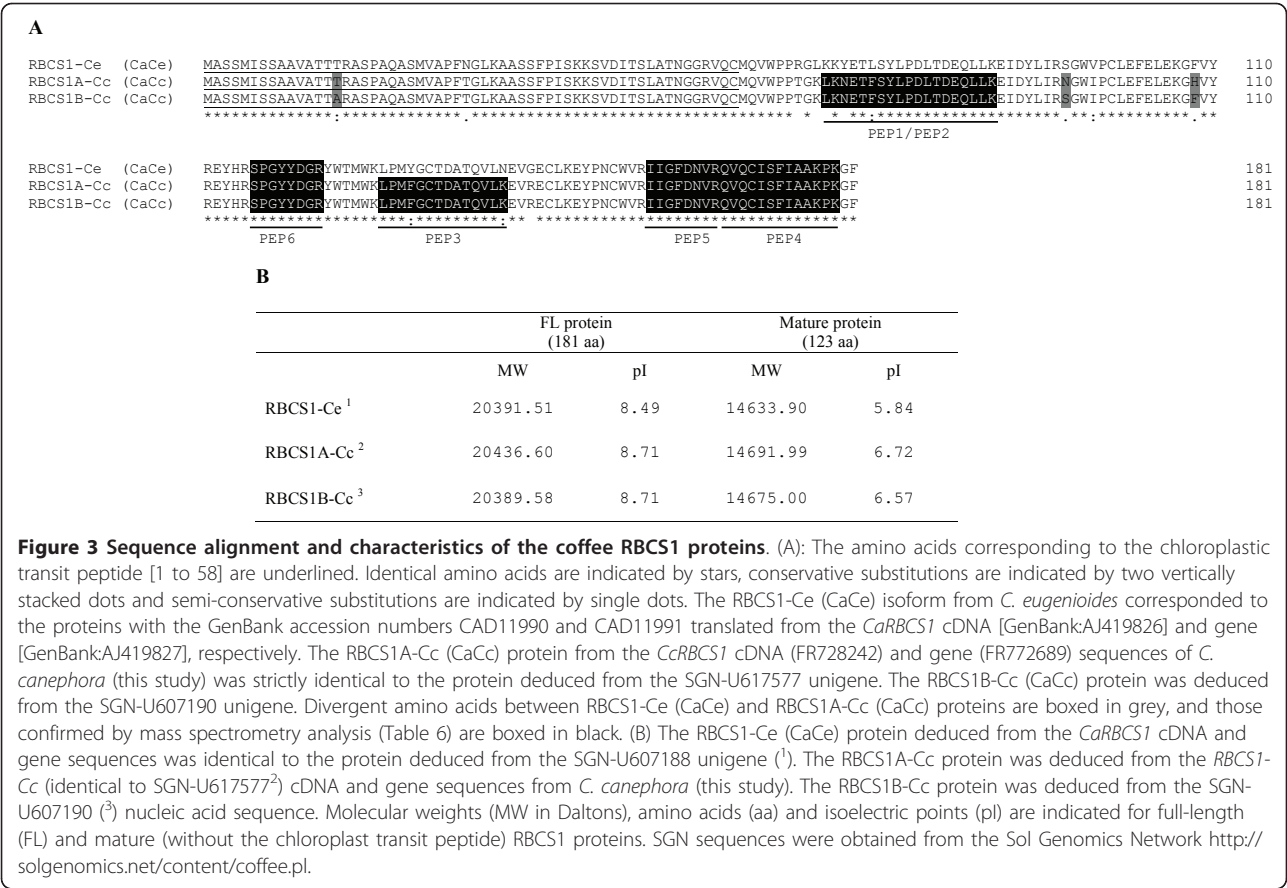 A
RBCS1-Ce (CaCe) MASSMISSAAVATTTRASPAQASMVAPFNGLKAASSFPISKKSVDITSLATNGGRVQCMQVWPPRGLKKYETLSYLPDLTDEQLLKEIDYLIRSGWVPCLEFELEKGFVY 110
RBCS1A-Cc (CaCc) MASSMISSAAVATTTRASPAQASMVAPFTGLKAASSFPISKKSVDITSLATNGGRVQCMQVWPPTGKLKNETFSYLPDLTDEQLLKEIDYLIRNGWIPCLEFELEKGHVY 110
RBCS1B-Cc (CaCc) MASSMISSAAVATTARASPAQASMVAPFTGLKAASSFPISKKSVDITSLATNGGRVQCMQVWPPTGKLKNETFSYLPDLTDEQLLKEIDYLIRSGWIPCLEFELEKGFVY 110
**************:*************.*********************************** * * **:**********************.**:***********.**
PEP1/PEP2
RBCS1-Ce (CaCe) REYHRSPGYYDGRYWTMWKLPMYGCTDATQVLNEVGECLKEYPNCWVRIIGFDNVRQVQCISFIAAKPKGF 181
RBCS1A-Cc (CaCc) REYHRSPGYYDGRYWTMWKLPMFGCTDATQVLKEVRECLKEYPNCWVRIIGFDNVRQVQCISFIAAKPKGF 181
RBCS1B-Cc (CaCc) REYHRSPGYYDGRYWTMWKLPMFGCTDATQVLKEVRECLKEYPNCWVRIIGFDNVRQVQCISFIAAKPKGF 181
**********************:*********:** ***********************************
PEP6 PEP3 PEP5 PEP4
B
FL protein Mature protein
(181 aa) (123 aa)
MW pI MW pI
RBCS1-Ce 1 20391.51 8.49 14633.90 5.84
RBCS1A-Cc 2 20436.60 8.71 14691.99 6.72
RBCS1B-Cc 3 20389.58 8.71 14675.00 6.57
Figure 3 Sequence alignment and characteristics of the coffee RBCS1 proteins. (A): The amino acids corresponding to the chloroplastic
transit peptide [1 to 58] are underlined. Identical amino acids are indicated by stars, conservative substitutions are indicated by two vertically
stacked dots and semi-conservative substitutions are indicated by single dots. The RBCS1-Ce (CaCe) isoform from C. eugenioides corresponded to
the proteins with the GenBank accession numbers CAD11990 and CAD11991 translated from the CaRBCS1 cDNA [GenBank:AJ419826] and gene
[GenBank:AJ419827], respectively. The RBCS1A-Cc (CaCc) protein from the CcRBCS1 cDNA (FR728242) and gene (FR772689) sequences of C.
canephora (this study) was strictly identical to the protein deduced from the SGN-U617577 unigene. The RBCS1B-Cc (CaCc) protein was deduced
from the SGN-U607190 unigene. Divergent amino acids between RBCS1-Ce (CaCe) and RBCS1A-Cc (CaCc) proteins are boxed in grey, and those
confirmed by mass spectrometry analysis (Table 6) are boxed in black. (B) The RBCS1-Ce (CaCe) protein deduced from the CaRBCS1 cDNA and
gene sequences was identical to the protein deduced from the SGN-U607188 unigene (1). The RBCS1A-Cc protein was deduced from the RBCS1-
Cc (identical to SGN-U6175772) cDNA and gene sequences from C. canephora (this study). The RBCS1B-Cc protein was deduced from the SGN-
U607190 (3) nucleic acid sequence. Molecular weights (MW in Daltons), amino acids (aa) and isoelectric points (pI) are indicated for full-length
(FL) and mature (without the chloroplast transit peptide) RBCS1 proteins. SGN sequences were obtained from the Sol Genomics Network http://
solgenomics.net/content/coffee.pl.